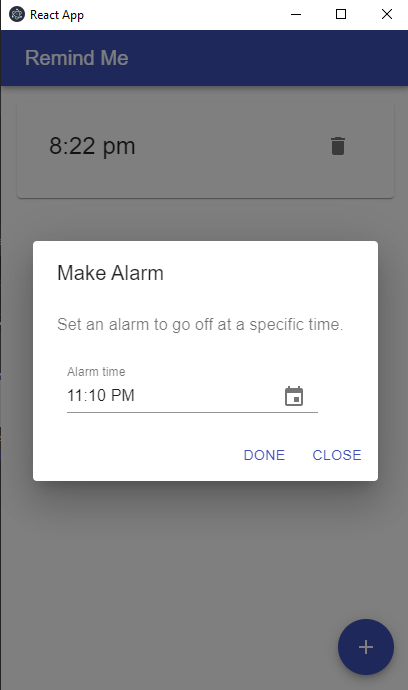 React App
Remind Me
8:22 pm
Make Alarm
Set an alarm to go off at a specific time.
Alarm time
11:10 PM
DONE CLOSE